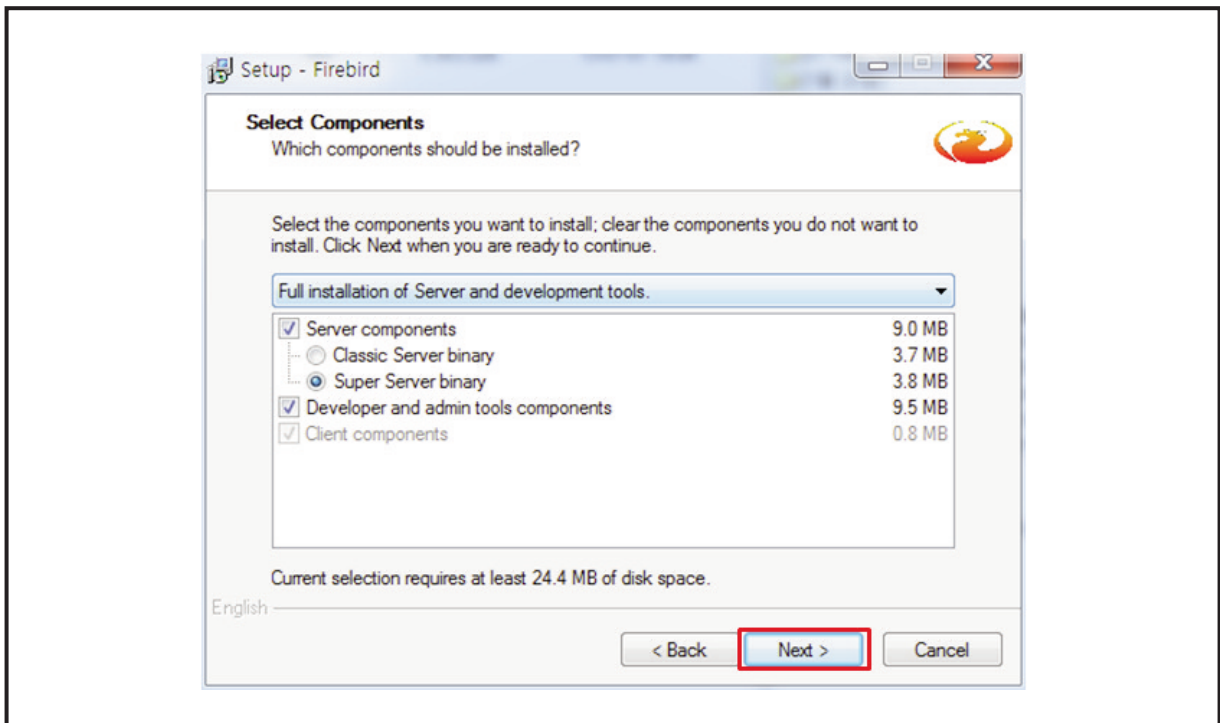 Setup - Firebird
Select Components
Which components should be installed?
Select the components you want to install; clear the components you do not want to
install. Click Next when you are ready to continue.
Full installation of Server and development tools.
Server components 9.0 MB
Classic Server binary 3.7 MB
Super Server binary 3.8 MB
Developer and admin tools components 9.5 MB
Client components 0.8 MB
Current selection requires at least 24.4 MB of disk space.
English
< Back Next > Cancel